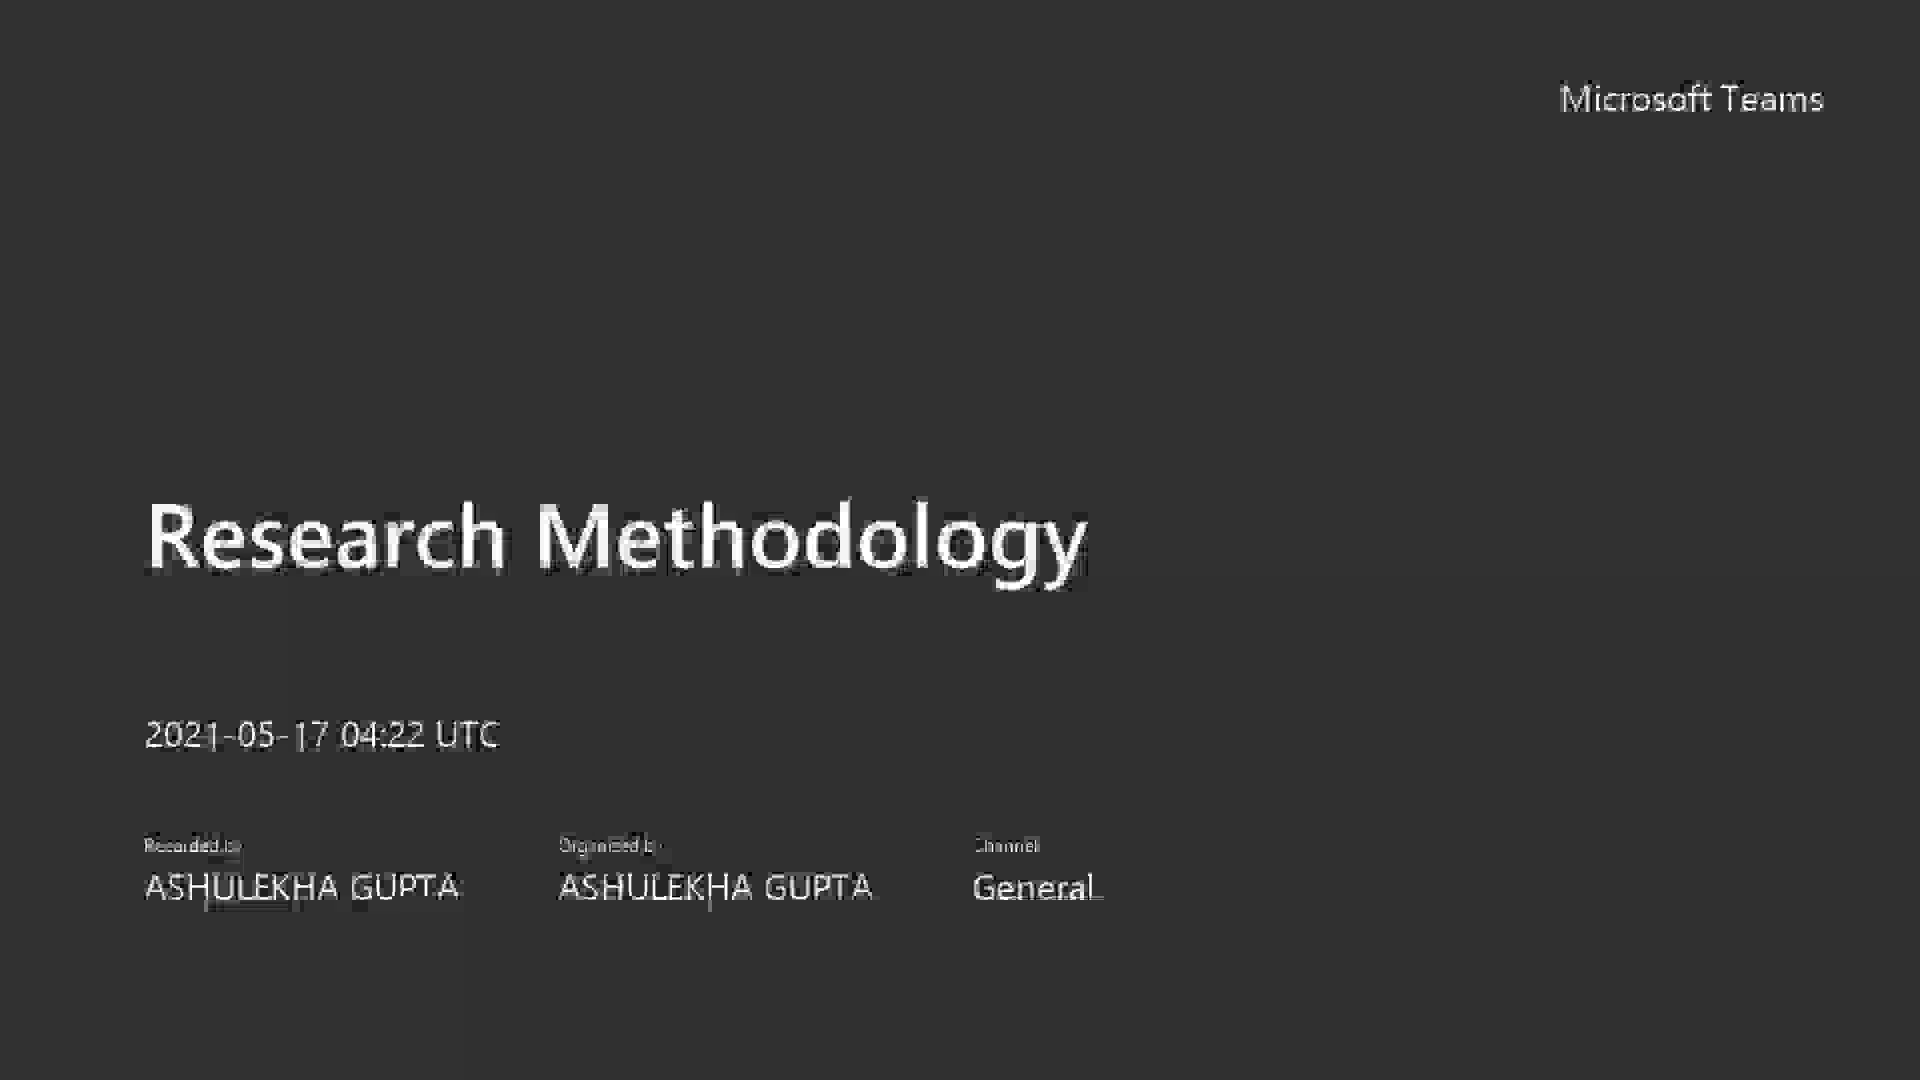 Microsoft Teams
Research Methodology
2021-05-17 04:22 UTC
Recorded by
Organized by
Channel
ASHULEKHA GUPTA
ASHULEKHA GUPTA
General